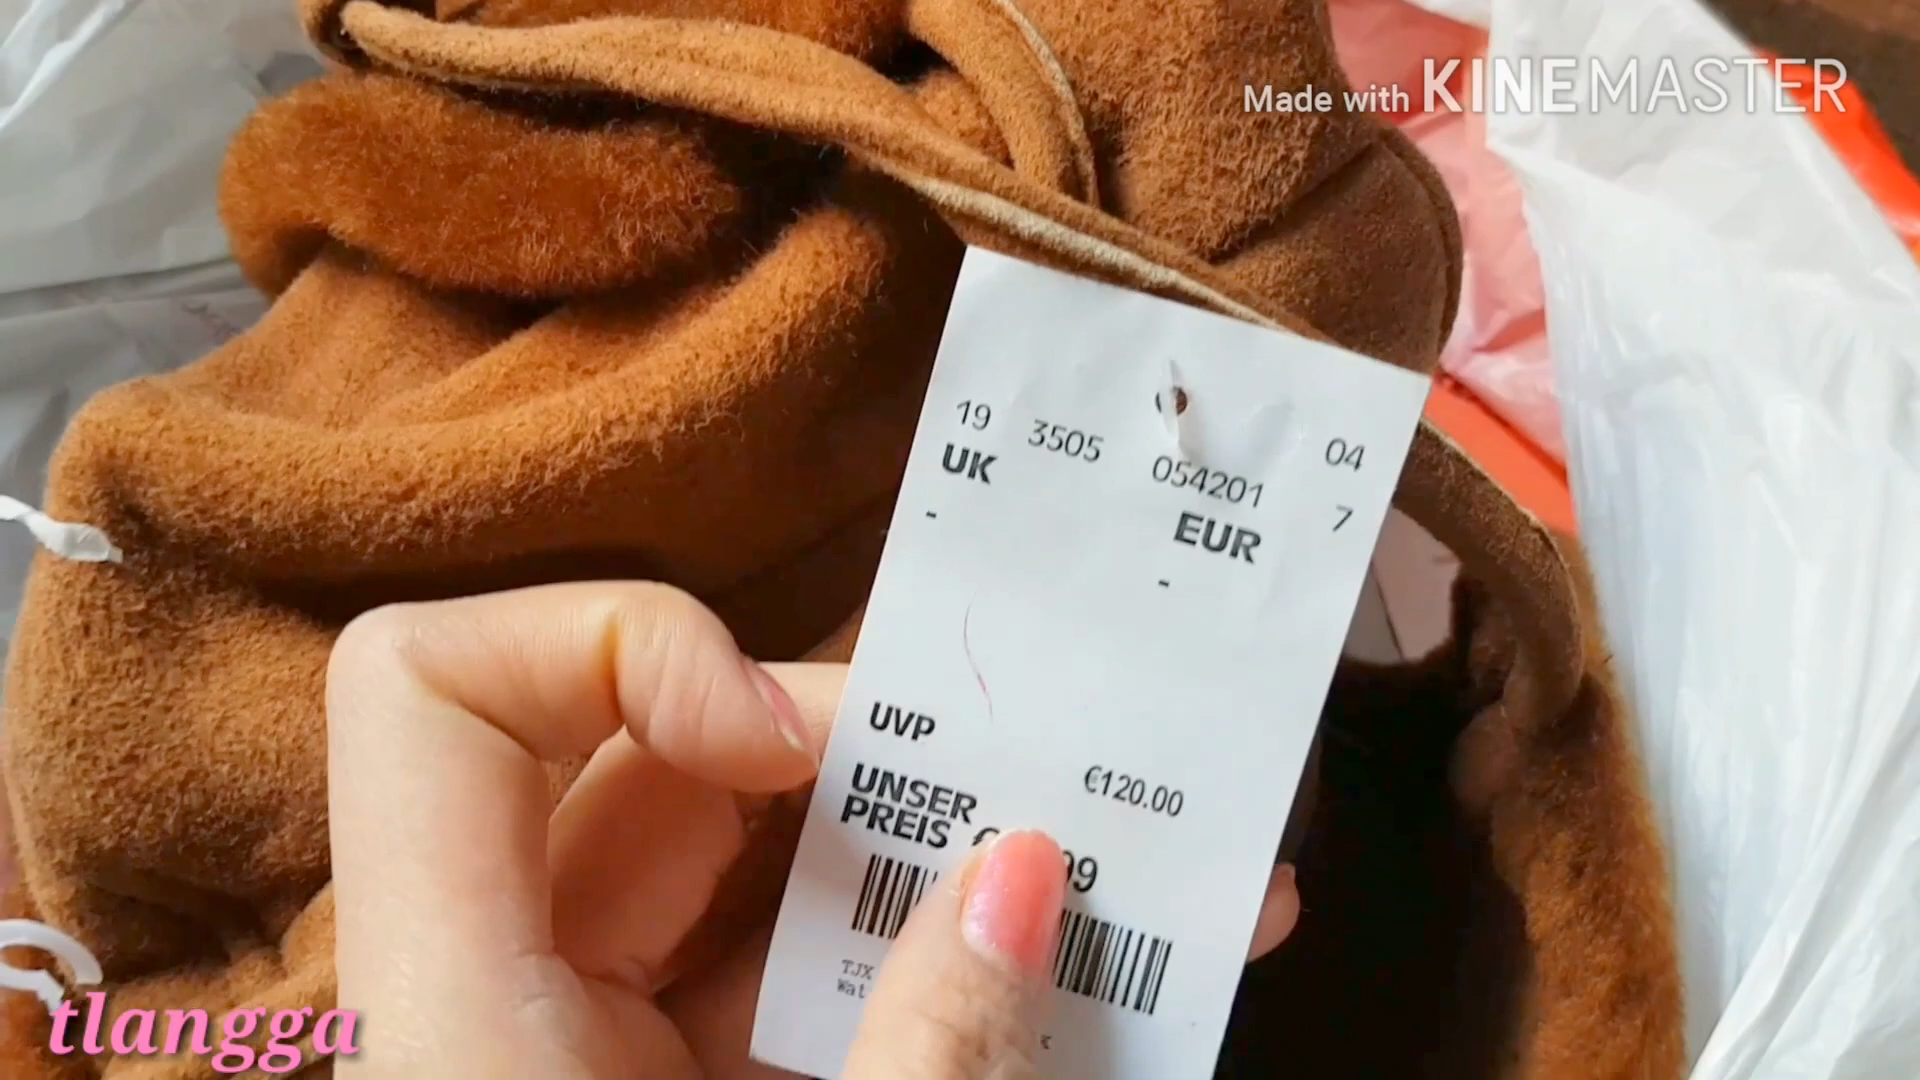 Made with KINEMASTER
19 3505 054201 04
UK EUR 7
- -
UVP €120.00
UNSER
PREIS € 99
TJX
tlangga